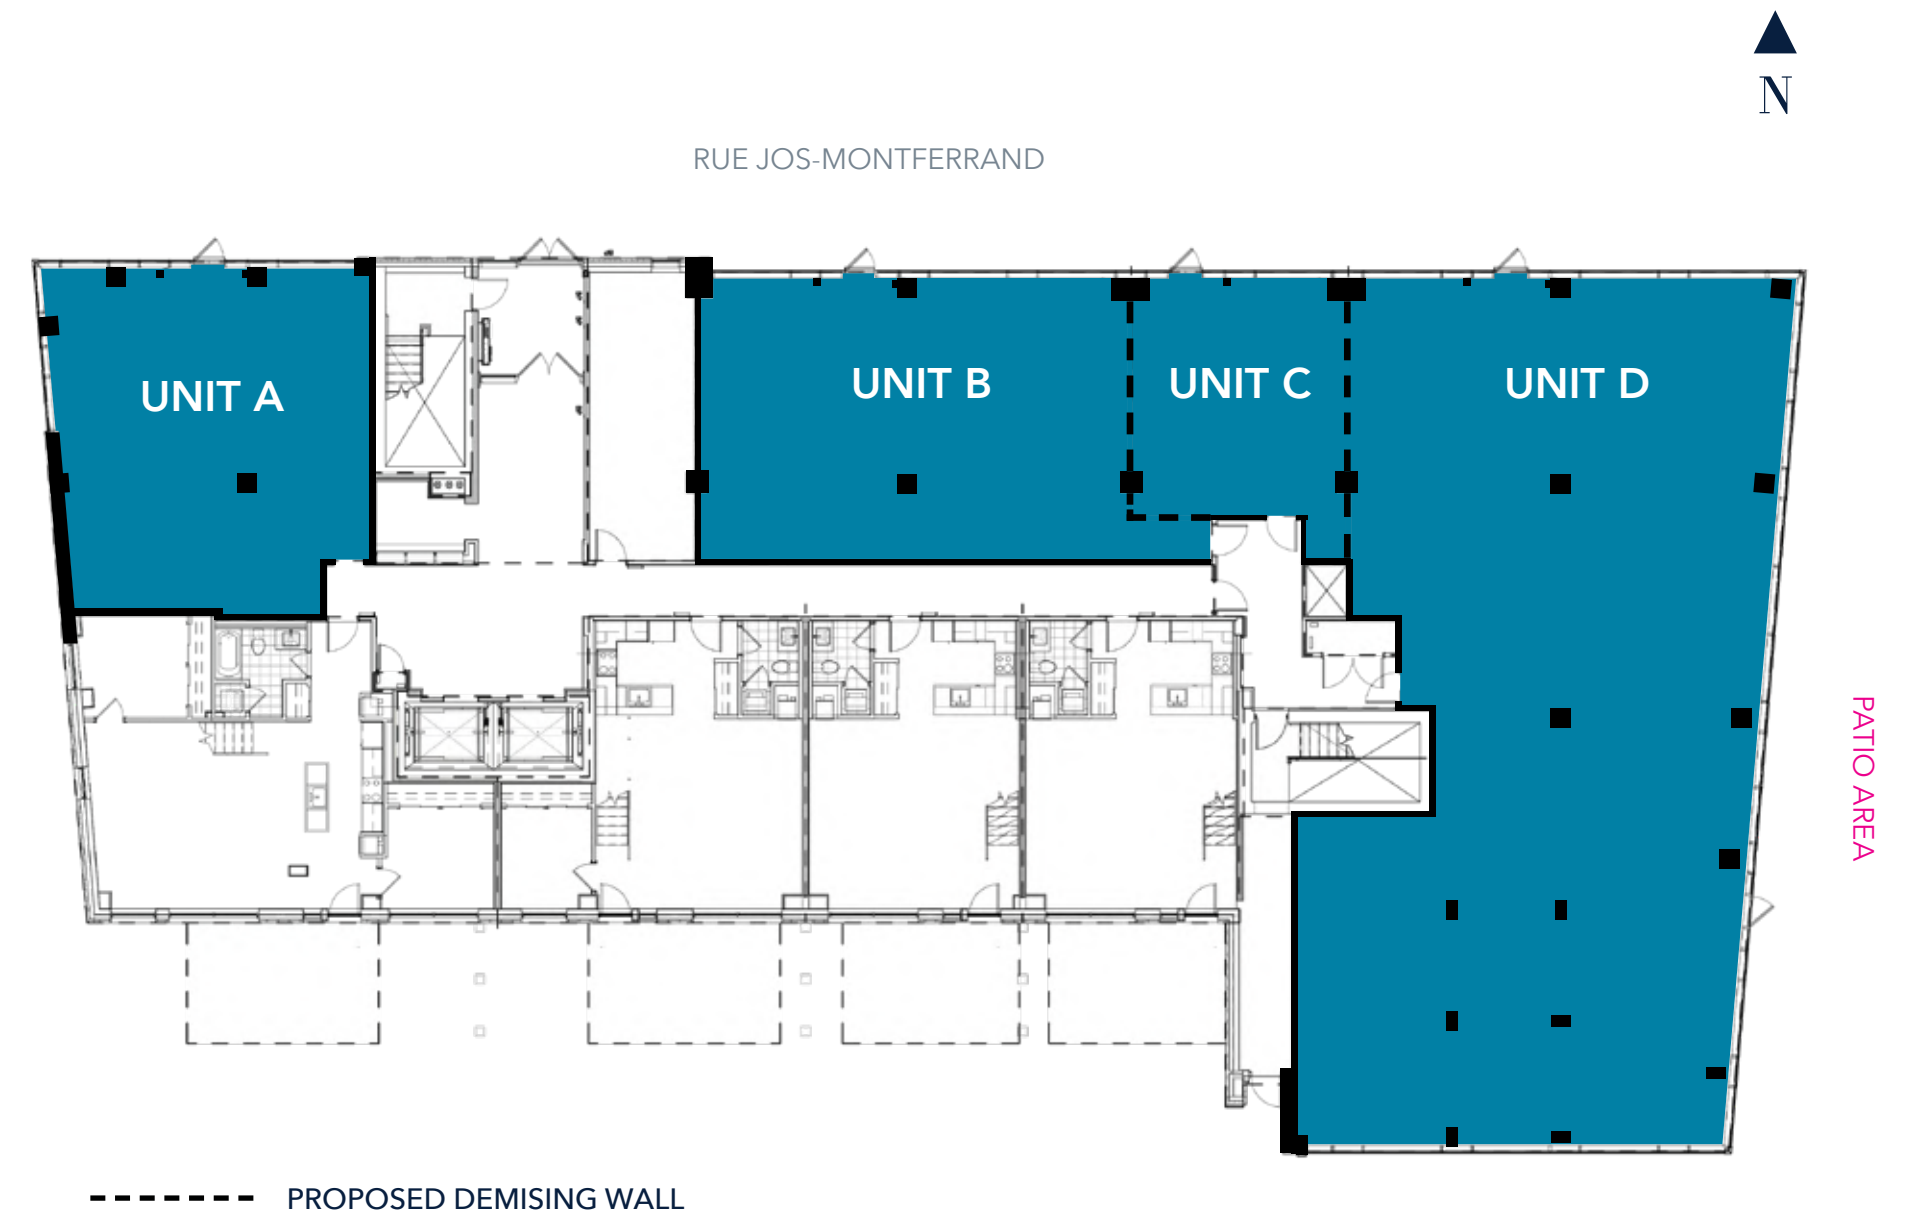 N
RUE JOS-MONTFERRAND
UNIT A
UNIT B
UNIT C
UNIT D
PATIO AREA
PROPOSED DEMISING WALL